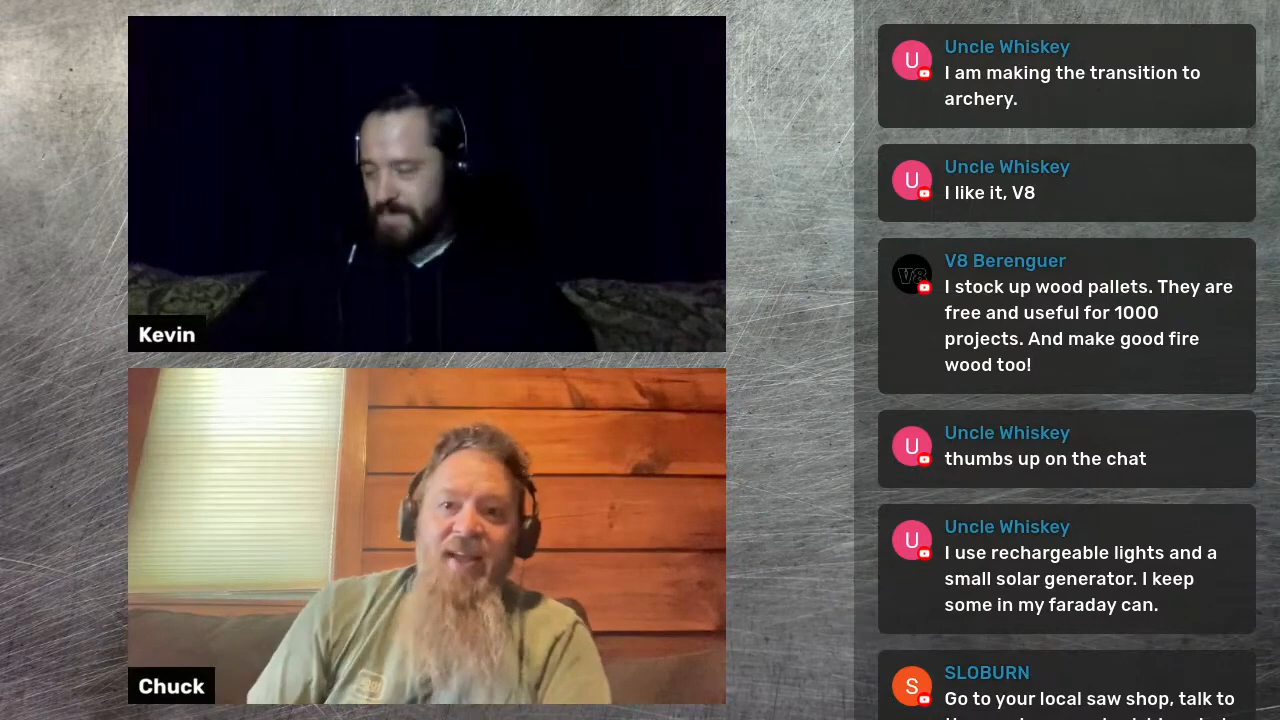 Kevin
Chuck
U
Uncle Whiskey
I am making the transition to
archery.
U
Uncle Whiskey
I like it, V8
V8
V8 Berenguer
I stock up wood pallets. They are
free and useful for 1000
projects. And make good fire
wood too!
U
Uncle Whiskey
thumbs up on the chat
U
Uncle Whiskey
I use rechargeable lights and a
small solar generator. I keep
some in my faraday can.
S
SLOBURN
Go to your local saw shop, talk to